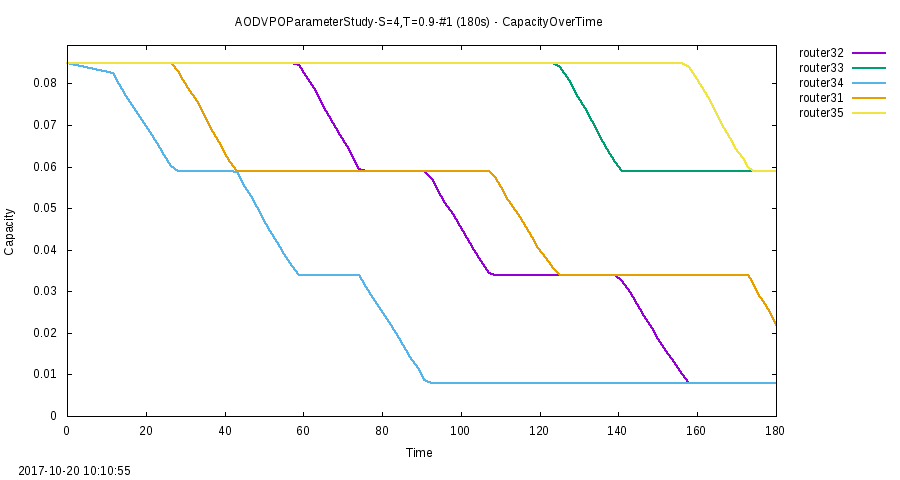 AODVPOParameterStudy-S=4,T=0.9-#1 (180s) - CapacityOverTime
router32
router33
router34
router31
router35
0.08
0.07
0.06
0.05
0.04
0.03
0.02
0.01
0
Capacity
0 20 40 60 80 100 120 140 160 180
Time
2017-10-20 10:10:55